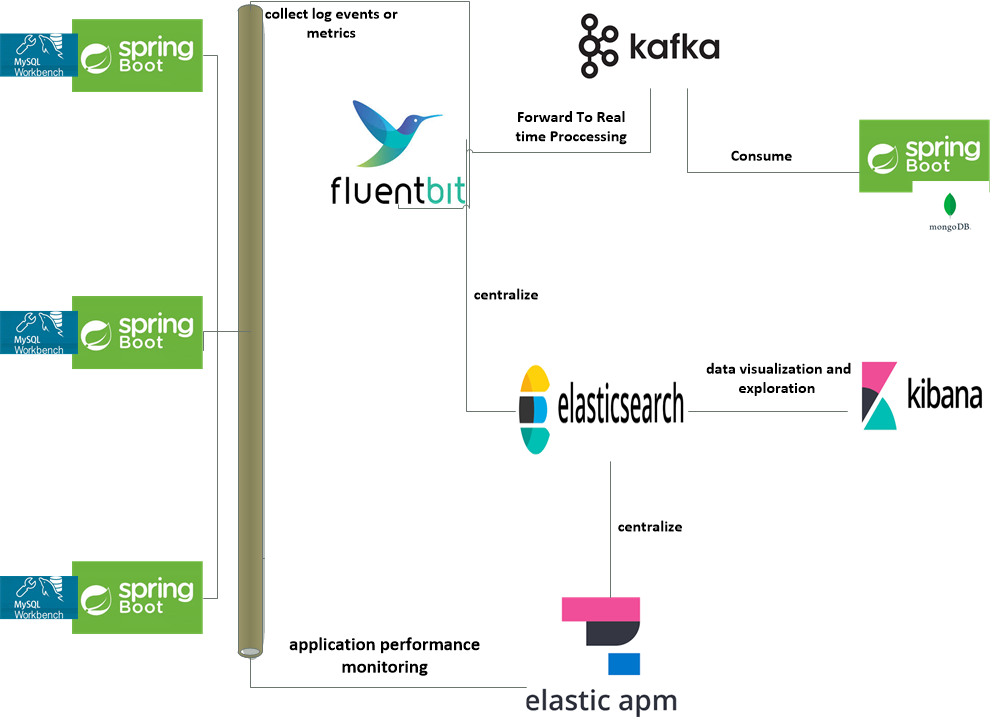 collect log events or
metrics
MySQL
Workbench
spring
Boot
kafka
fluentbit
Forward To Real
time Proccessing
Consume
spring
Boot
mongoDB.
centralize
MySQL
Workbench
spring
Boot
elasticsearch
data visualization and
exploration
kibana
centralize
MySQL
Workbench
spring
Boot
application performance
monitoring
elastic apm